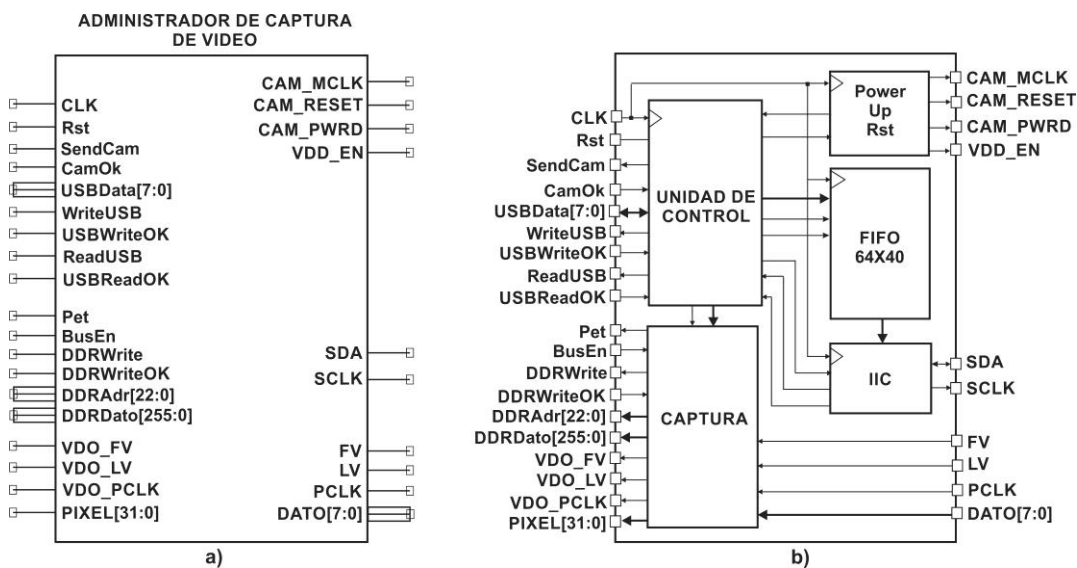 ADMINISTRADOR DE CAPTURA
DE VIDEO
CLK
Rst
SendCam
CamOk
USBData[7:0]
WriteUSB
USBWriteOK
ReadUSB
USBReadOK
Pet
BusEn
DDRWrite
DDRWriteOK
DDRAdr[22:0]
DDRDato[255:0]
VDO_FV
VDO_LV
VDO_PCLK
PIXEL[31:0]
CAM_MCLK
CAM_RESET
CAM_PWRD
VDD_EN
SDA
SCLK
FV
LV
PCLK
DATO[7:0]
a)
CLK
Rst
SendCam
CamOk
USBData[7:0]
WriteUSB
USBWriteOK
ReadUSB
USBReadOK
Pet
BusEn
DDRWrite
DDRWriteOK
DDRAdr[22:0]
DDRDato[255:0]
VDO_FV
VDO_LV
VDO_PCLK
PIXEL[31:0]
UNIDAD DE
CONTROL
CAPTURA
Power
Up
Rst
FIFO
64X40
IIC
CAM_MCLK
CAM_RESET
CAM_PWRD
VDD_EN
SDA
SCLK
FV
LV
PCLK
DATO[7:0]
b)